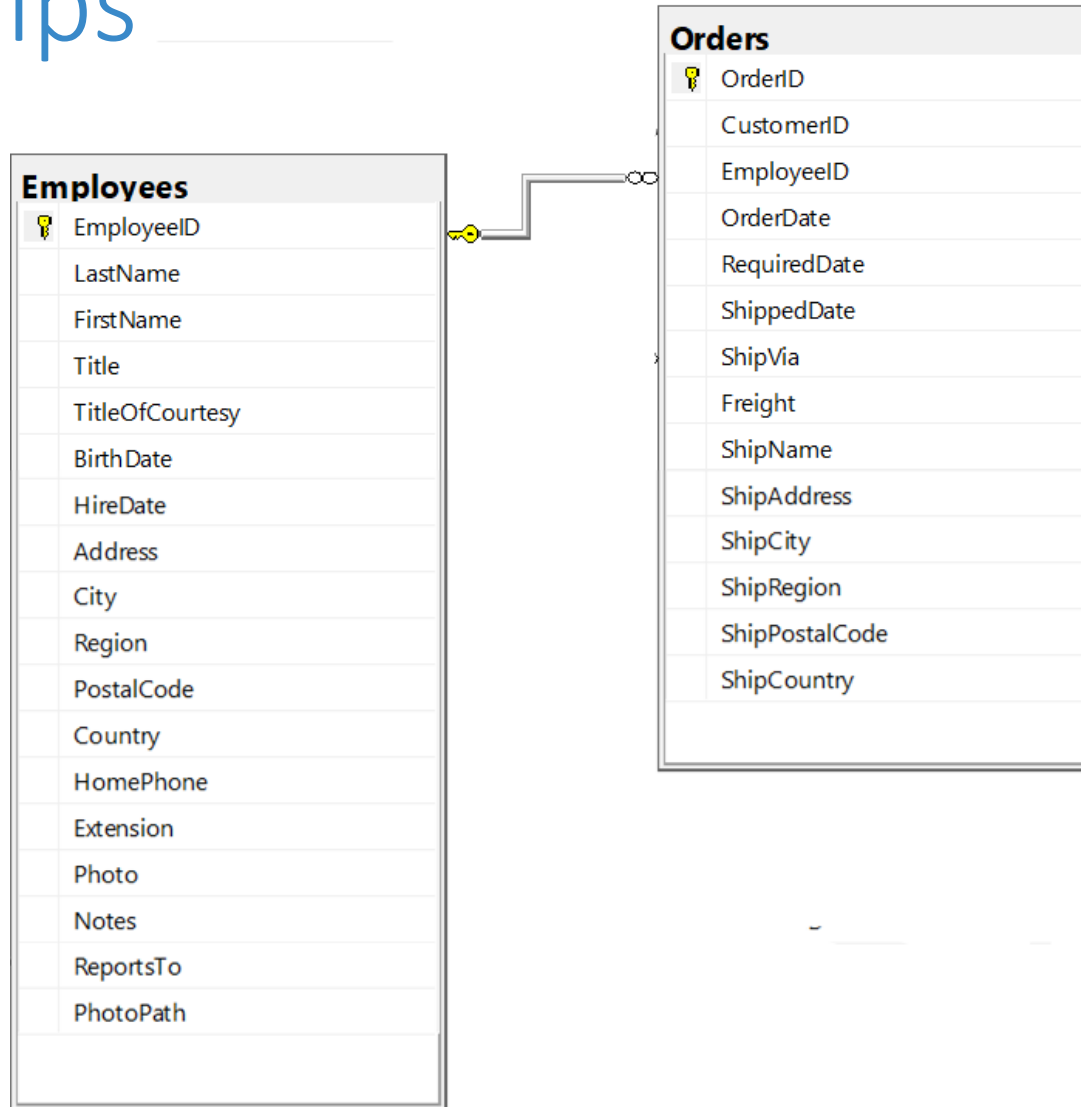 ips
Employees
EmployeeID
LastName
FirstName
Title
TitleOfCourtesy
BirthDate
HireDate
Address
City
Region
PostalCode
Country
HomePhone
Extension
Photo
Notes
ReportsTo
PhotoPath
Orders
OrderID
CustomerID
EmployeeID
OrderDate
RequiredDate
ShippedDate
ShipVia
Freight
ShipName
ShipAddress
ShipCity
ShipRegion
ShipPostalCode
ShipCountry